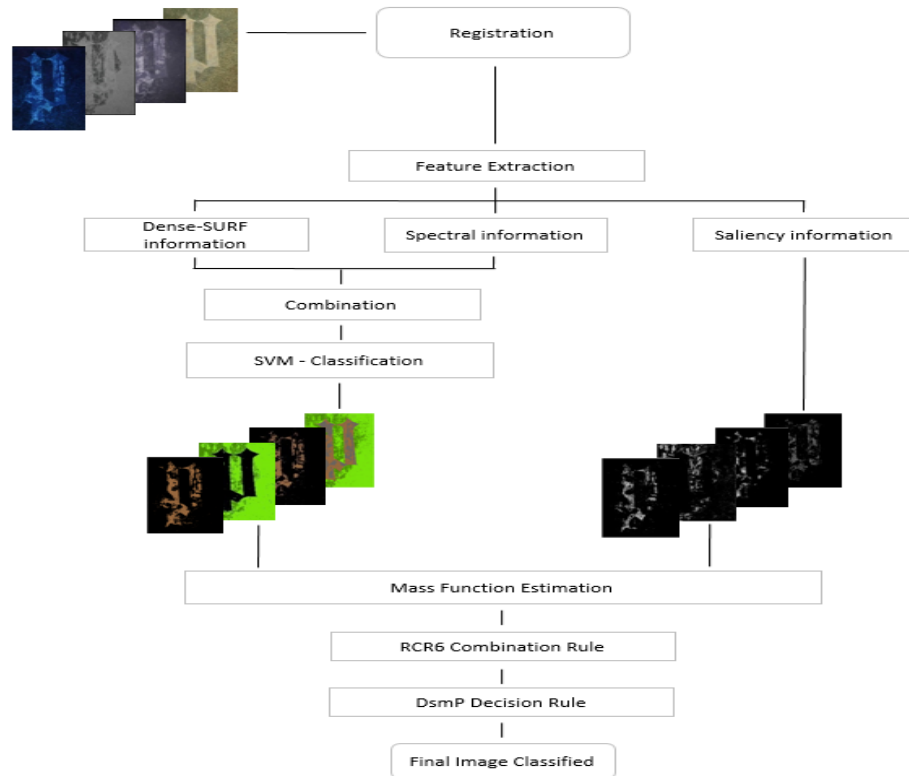 Registration
Feature Extraction
Dense-SURF
information
Spectral information
Saliency information
Combination
SVM - Classification
Mass Function Estimation
RCR6 Combination Rule
DsmP Decision Rule
Final Image Classified